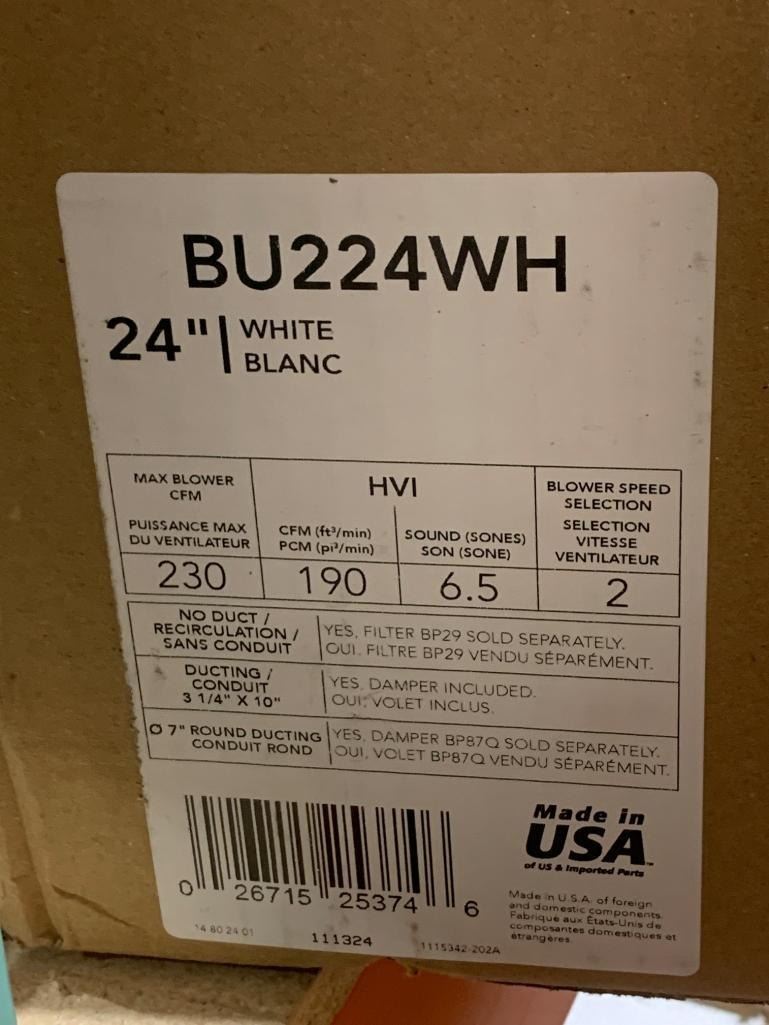 BU224WH
24" | WHITE
BLANC
MAX BLOWER
CFM
PUISSANCE MAX
DU VENTILATEUR
230
HVI
CFM (ft³/min)
PCM (pi³/min)
190
SOUND (SONES)
SON (SONE)
6.5
BLOWER SPEED
SELECTION
SELECTION
VITESSE
VENTILATEUR
2
NO DUCT /
RECIRCULATION /
SANS CONDUIT
YES, FILTER BP29 SOLD SEPARATELY.
OUI. FILTRE BP29 VENDU SÉPARÉMENT.
DUCTING /
CONDUIT
3 1/4" X 10"
YES, DAMPER INCLUDED.
OUI, VOLET INCLUS.
Ø 7" ROUND DUCTING
CONDUIT ROND
YES, DAMPER BP87Q SOLD SEPARATELY.
OUI, VOLET BP87Q VENDU SÉPARÉMENT.
0 26715 25374 6
14 80 24 01
111324
1115342-202A
Made in
USA™
of US & Imported Parts
Made in U.S.A. of foreign
and domestic components.
Fabriqué aux États-Unis de
composantes domestiques et
étrangères.